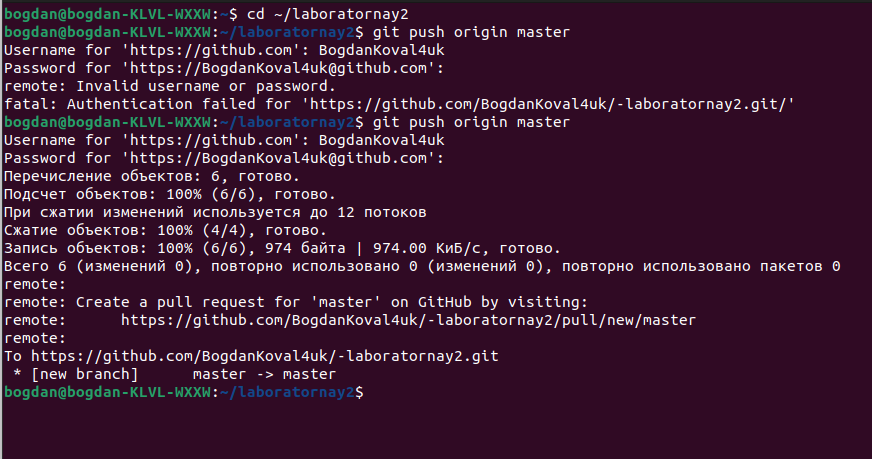 bogdan@bogdan-KLVL-WXXW:~$ cd ~/laboratornay2
bogdan@bogdan-KLVL-WXXW:~/laboratornay2$ git push origin master
Username for 'https://github.com': BogdanKoval4uk
Password for 'https://BogdanKoval4uk@github.com':
remote: Invalid username or password.
fatal: Authentication failed for 'https://github.com/BogdanKoval4uk/-laboratornay2.git/'
bogdan@bogdan-KLVL-WXXW:~/laboratornay2$ git push origin master
Username for 'https://github.com': BogdanKoval4uk
Password for 'https://BogdanKoval4uk@github.com':
Перечисление объектов: 6, готово.
Подсчет объектов: 100% (6/6), готово.
При сжатии изменений используется до 12 потоков
Сжатие объектов: 100% (4/4), готово.
Запись объектов: 100% (6/6), 974 байта | 974.00 КиБ/с, готово.
Всего 6 (изменений 0), повторно использовано 0 (изменений 0), повторно использовано пакетов 0
remote:
remote: Create a pull request for 'master' on GitHub by visiting:
remote:      https://github.com/BogdanKoval4uk/-laboratornay2/pull/new/master
remote:
To https://github.com/BogdanKoval4uk/-laboratornay2.git
 * [new branch]      master -> master
bogdan@bogdan-KLVL-WXXW:~/laboratornay2$